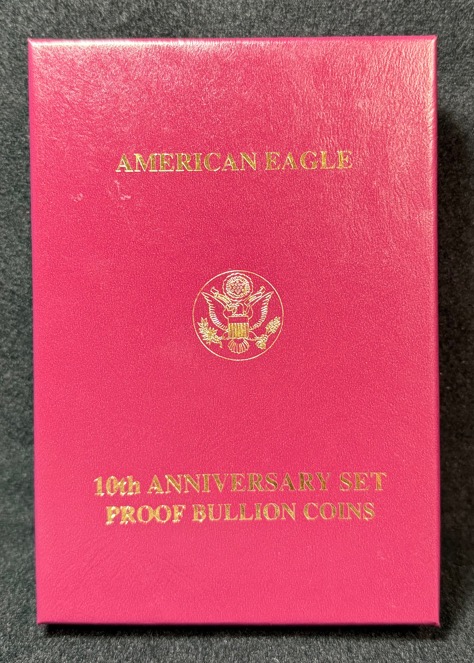 AMERICAN EAGLE
10th ANNIVERSARY SET
PROOF BULLION COINS